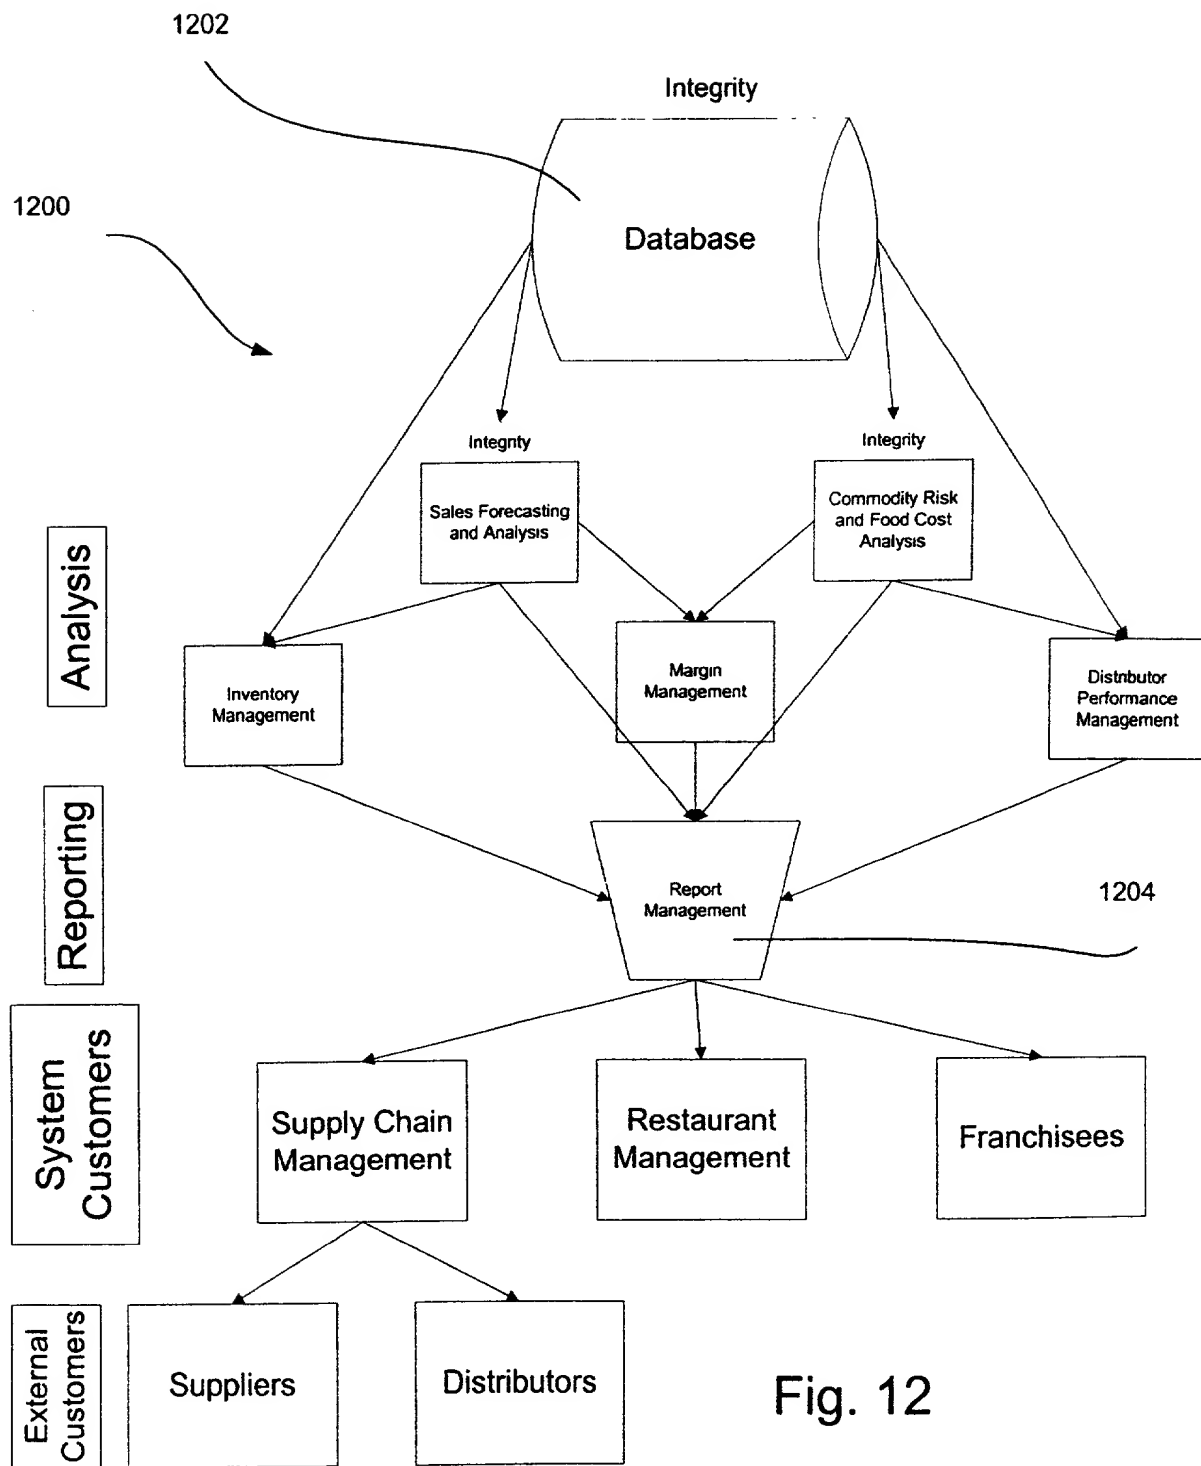 1202
Integrity
1200
Database
Integrity
Integrity
Sales Forecasting
and Analysis
Commodity Risk
and Food Cost
Analysis
Analysis
Inventory
Management
Margin
Management
Distributor
Performance
Management
Reporting
Report
Management
1204
System
Customers
Supply Chain
Management
Restaurant
Management
Franchisees
External
Customers
Suppliers
Distributors
Fig. 12